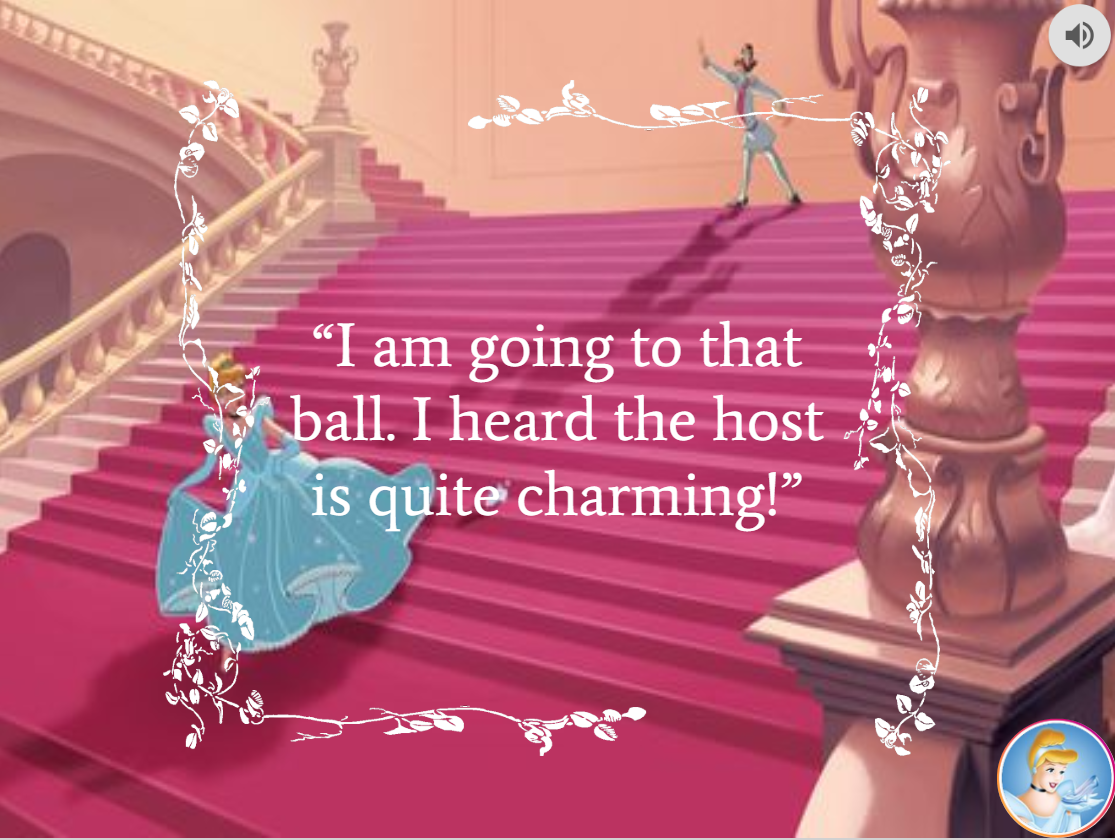 “I am going to that
ball. I heard the host
is quite charming!”